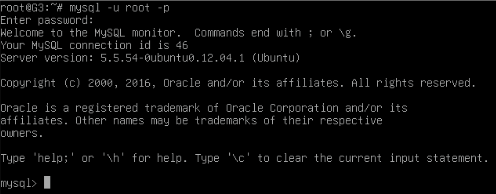 root@G3:~# mysql -u root -p
Enter password:
Welcome to the MySQL monitor.  Commands end with ; or \g.
Your MySQL connection id is 46
Server version: 5.5.54-0ubuntu0.12.04.1 (Ubuntu)
Copyright (c) 2000, 2016, Oracle and/or its affiliates. All rights reserved.
Oracle is a registered trademark of Oracle Corporation and/or its
affiliates. Other names may be trademarks of their respective
owners.
Type 'help;' or '\h' for help. Type '\c' to clear the current input statement.
mysql>